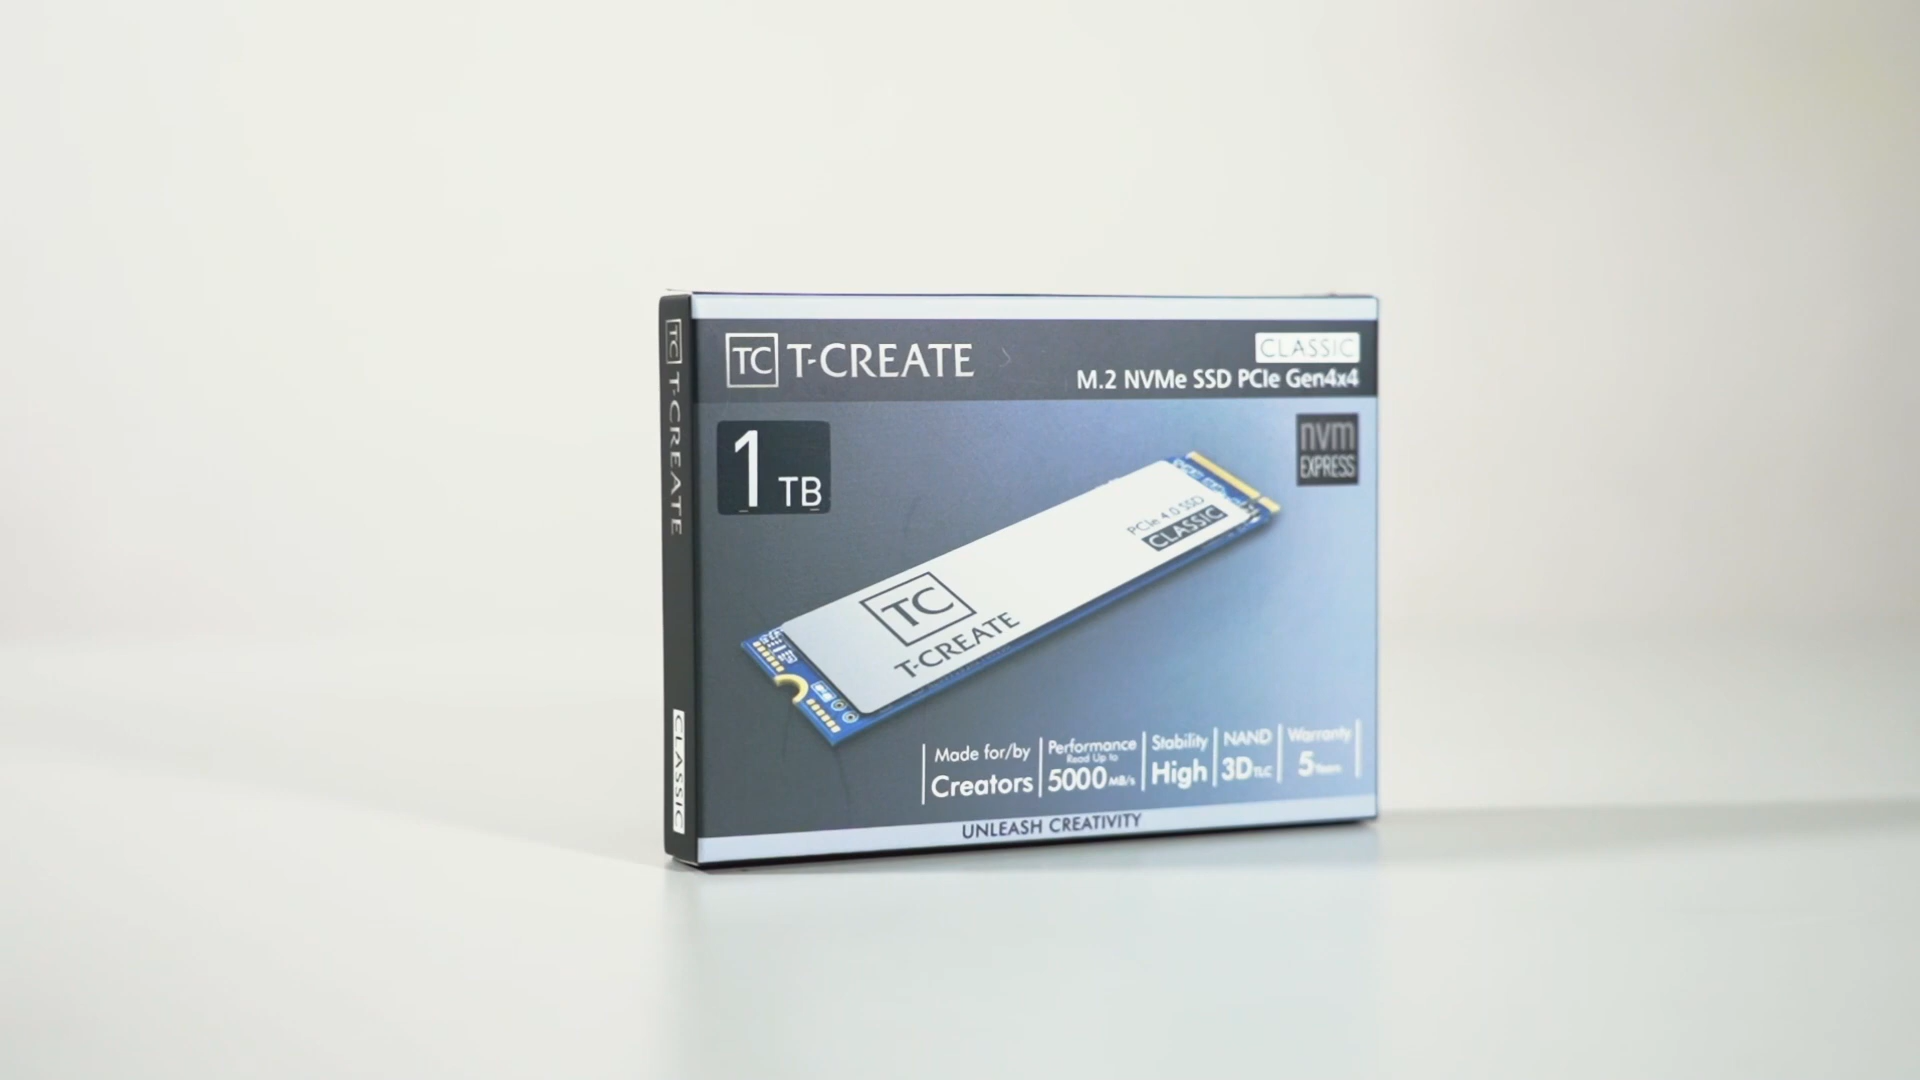 TC T-CREATE
CLASSIC
M.2 NVMe SSD PCIe Gen4x4
1 TB
nvm
EXPRESS
PCIe 4.0 SSD
CLASSIC
TC
T-CREATE
Made for/by
Creators
Performance
Read Up to
5000 MB/s
Stability
High
NAND
3D TLC
Warranty
5 Years
UNLEASH CREATIVITY
TC T-CREATE
CLASSIC